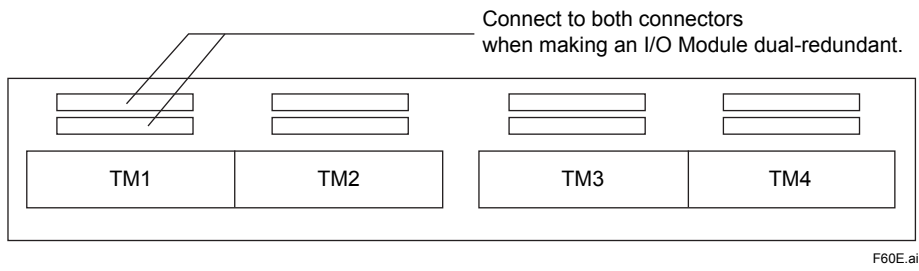 Connect to both connectors
when making an I/O Module dual-redundant.
TM1 TM2 TM3 TM4
F60E.ai